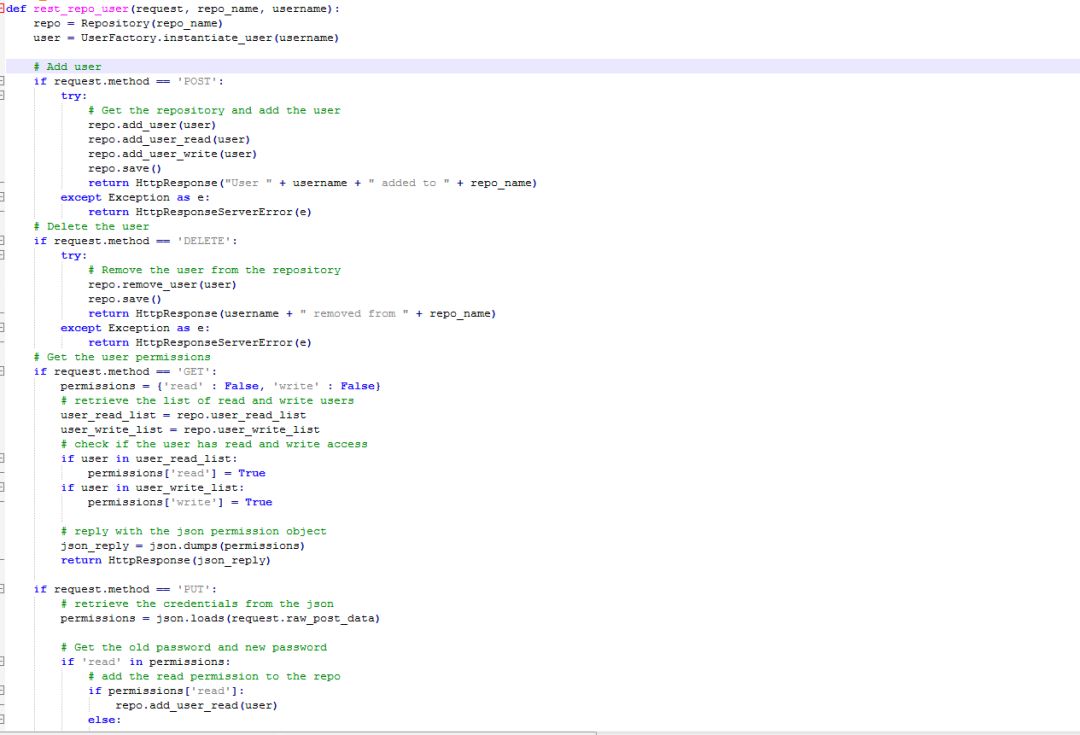 def rest_repo_user(request, repo_name, username):
    repo = Repository(repo_name)
    user = UserFactory.instantiate_user(username)
    # Add user
    if request.method == 'POST':
        try:
            # Get the repository and add the user
            repo.add_user(user)
            repo.add_user_read(user)
            repo.add_user_write(user)
            repo.save()
            return HttpResponse("User " + username + " added to " + repo_name)
        except Exception as e:
            return HttpResponseServerError(e)
    # Delete the user
    if request.method == 'DELETE':
        try:
            # Remove the user from the repository
            repo.remove_user(user)
            repo.save()
            return HttpResponse(username + " removed from " + repo_name)
        except Exception as e:
            return HttpResponseServerError(e)
    # Get the user permissions
    if request.method == 'GET':
        permissions = {'read' : False, 'write' : False}
        # retrieve the list of read and write users
        user_read_list = repo.user_read_list
        user_write_list = repo.user_write_list
        # check if the user has read and write access
        if user in user_read_list:
            permissions['read'] = True
        if user in user_write_list:
            permissions['write'] = True
        # reply with the json permission object
        json_reply = json.dumps(permissions)
        return HttpResponse(json_reply)
    if request.method == 'PUT':
        # retrieve the credentials from the json
        permissions = json.loads(request.raw_post_data)
        # Get the old password and new password
        if 'read' in permissions:
            # add the read permission to the repo
            if permissions['read']:
                repo.add_user_read(user)
            else: